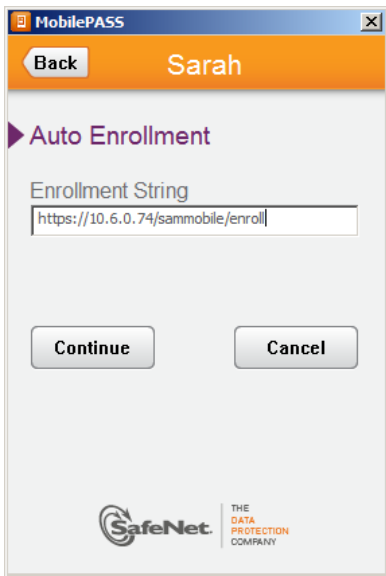 MobilePASS
Back
Sarah
Auto Enrollment
Enrollment String
https://10.6.0.74/sammobile/enroll
Continue
Cancel
SafeNet.
THE
DATA
PROTECTION
COMPANY